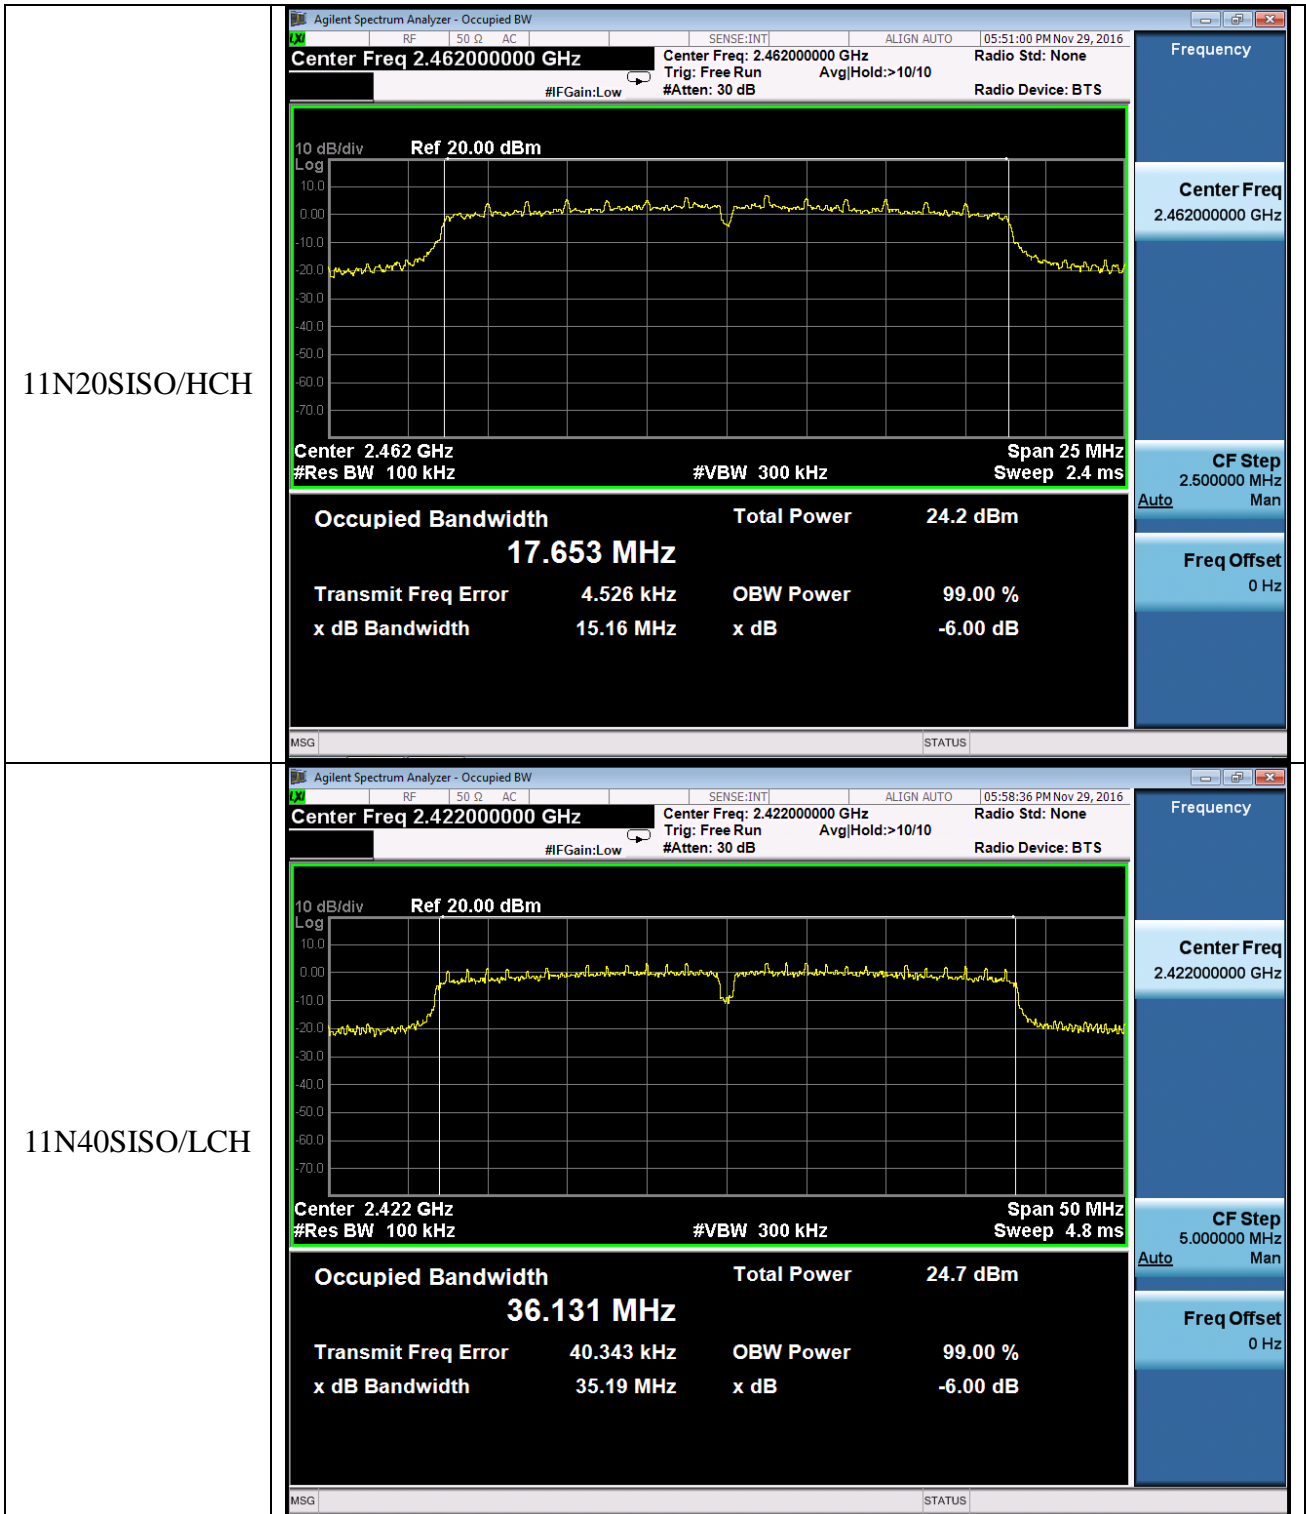 11N20SISO/HCH
Agilent Spectrum Analyzer - Occupied BW
LXI RF 50 Ω AC SENSE:INT ALIGN AUTO 05:51:00 PM Nov 29, 2016
Center Freq 2.462000000 GHz
Center Freq: 2.462000000 GHz Radio Std: None
Trig: Free Run Avg|Hold:>10/10
#IFGain:Low #Atten: 30 dB Radio Device: BTS
Frequency
10 dB/div Ref 20.00 dBm
Log
10.0
0.00
-10.0
-20.0
-30.0
-40.0
-50.0
-60.0
-70.0
Center 2.462 GHz Span 25 MHz
#Res BW 100 kHz #VBW 300 kHz Sweep 2.4 ms
Center Freq
2.462000000 GHz
CF Step
2.500000 MHz
Auto Man
Freq Offset
0 Hz
Occupied Bandwidth Total Power 24.2 dBm
17.653 MHz
Transmit Freq Error 4.526 kHz OBW Power 99.00 %
x dB Bandwidth 15.16 MHz x dB -6.00 dB
MSG STATUS
11N40SISO/LCH
Agilent Spectrum Analyzer - Occupied BW
LXI RF 50 Ω AC SENSE:INT ALIGN AUTO 05:58:36 PM Nov 29, 2016
Center Freq 2.422000000 GHz
Center Freq: 2.422000000 GHz Radio Std: None
Trig: Free Run Avg|Hold:>10/10
#IFGain:Low #Atten: 30 dB Radio Device: BTS
Frequency
10 dB/div Ref 20.00 dBm
Log
10.0
0.00
-10.0
-20.0
-30.0
-40.0
-50.0
-60.0
-70.0
Center 2.422 GHz Span 50 MHz
#Res BW 100 kHz #VBW 300 kHz Sweep 4.8 ms
Center Freq
2.422000000 GHz
CF Step
5.000000 MHz
Auto Man
Freq Offset
0 Hz
Occupied Bandwidth Total Power 24.7 dBm
36.131 MHz
Transmit Freq Error 40.343 kHz OBW Power 99.00 %
x dB Bandwidth 35.19 MHz x dB -6.00 dB
MSG STATUS